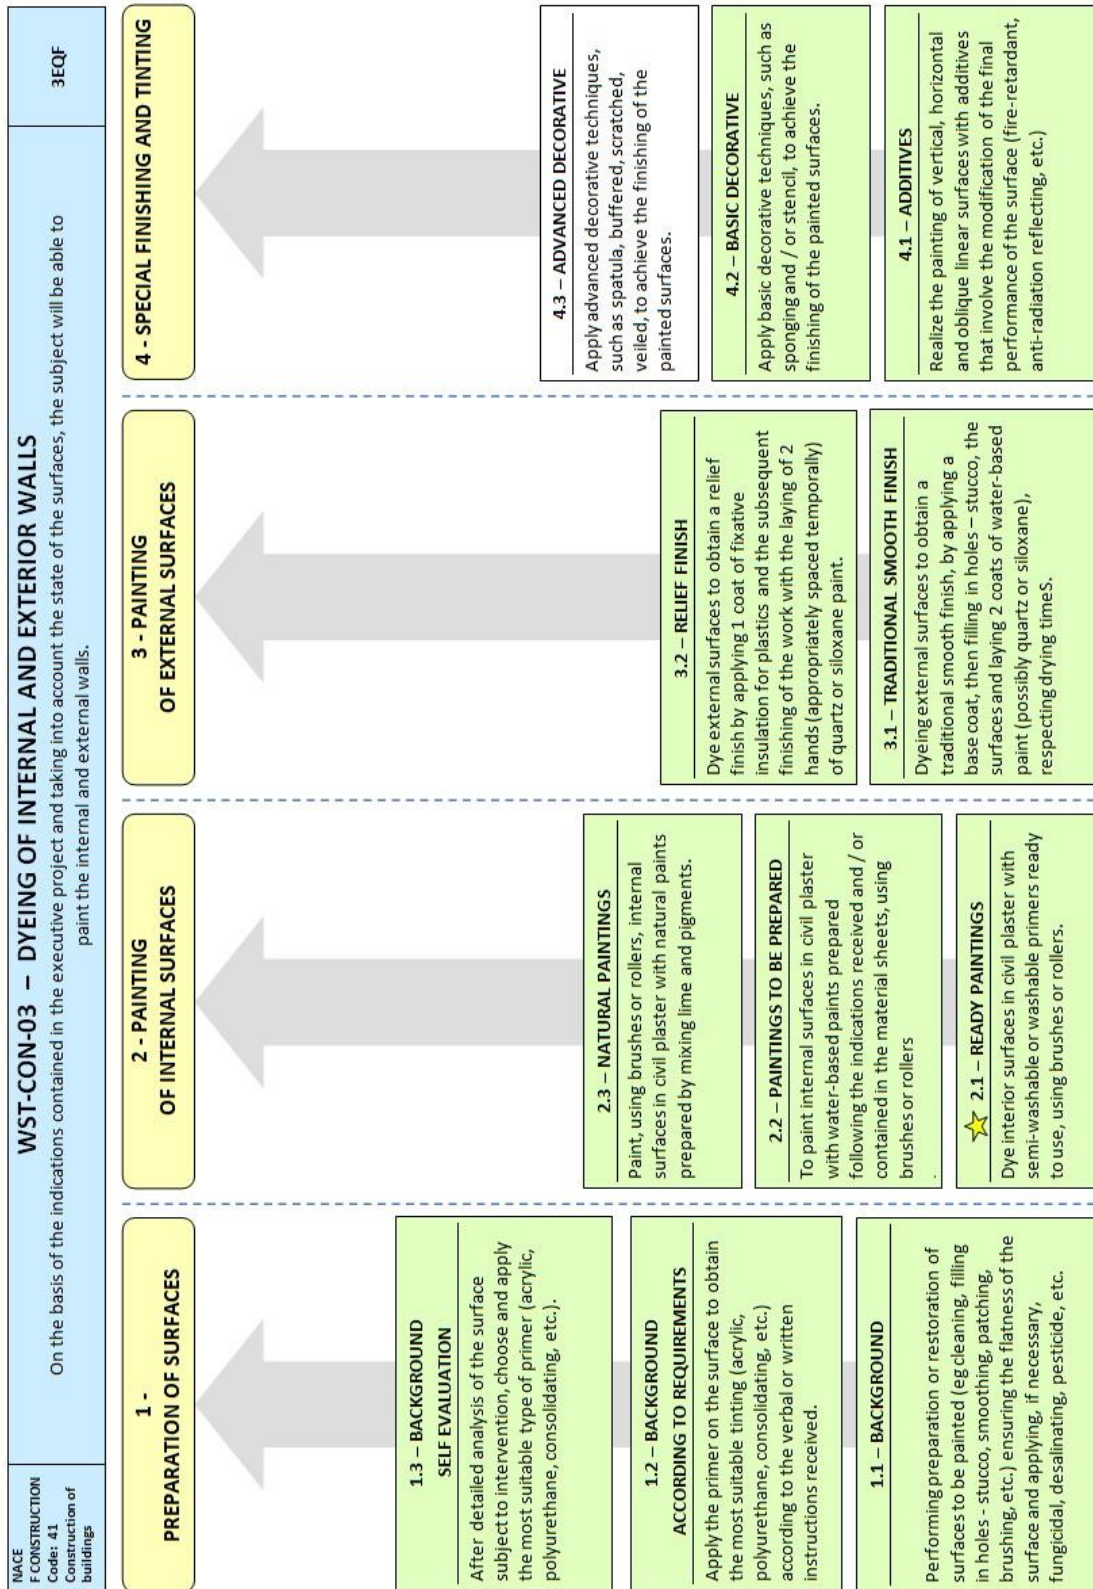 NACE
F CONSTRUCTION
Code: 41
Construction of
buildings
WST-CON-03 – DYEING OF INTERNAL AND EXTERIOR WALLS
On the basis of the indications contained in the executive project and taking into account the state of the surfaces, the subject will be able to
paint the internal and external walls.
3EQF
1 -
PREPARATION OF SURFACES
1.3 – BACKGROUND
SELF EVALUATION
After detailed analysis of the surface
subject to intervention, choose and apply
the most suitable type of primer (acrylic,
polyurethane, consolidating, etc.).
1.2 – BACKGROUND
ACCORDING TO REQUIREMENTS
Apply the primer on the surface to obtain
the most suitable tinting (acrylic,
polyurethane, consolidating, etc.)
according to the verbal or written
instructions received.
1.1 – BACKGROUND
Performing preparation or restoration of
surfaces to be painted (eg cleaning, filling
in holes - stucco, smoothing, patching,
brushing, etc.) ensuring the flatness of the
surface and applying, if necessary,
fungicidal, desalinating, pesticide, etc.
2 - PAINTING
OF INTERNAL SURFACES
2.3 – NATURAL PAINTINGS
Paint, using brushes or rollers, internal
surfaces in civil plaster with natural paints
prepared by mixing lime and pigments.
2.2 – PAINTINGS TO BE PREPARED
To paint internal surfaces in civil plaster
with water-based paints prepared
following the indications received and / or
contained in the material sheets, using
brushes or rollers
.
2.1 – READY PAINTINGS
Dye interior surfaces in civil plaster with
semi-washable or washable primers ready
to use, using brushes or rollers.
3 - PAINTING
OF EXTERNAL SURFACES
3.2 – RELIEF FINISH
Dye external surfaces to obtain a relief
finish by applying 1 coat of fixative
insulation for plastics and the subsequent
finishing of the work with the laying of 2
hands (appropriately spaced temporally)
of quartz or siloxane paint.
3.1 – TRADITIONAL SMOOTH FINISH
Dyeing external surfaces to obtain a
traditional smooth finish, by applying a
base coat, then filling in holes – stucco, the
surfaces and laying 2 coats of water-based
paint (possibly quartz or siloxane),
respecting drying timeS.
4 - SPECIAL FINISHING AND TINTING
4.3 – ADVANCED DECORATIVE
Apply advanced decorative techniques,
such as spatula, buffered, scratched,
veiled, to achieve the finishing of the
painted surfaces.
4.2 – BASIC DECORATIVE
Apply basic decorative techniques, such as
sponging and / or stencil, to achieve the
finishing of the painted surfaces.
4.1 – ADDITIVES
Realize the painting of vertical, horizontal
and oblique linear surfaces with additives
that involve the modification of the final
performance of the surface (fire-retardant,
anti-radiation reflecting, etc.)